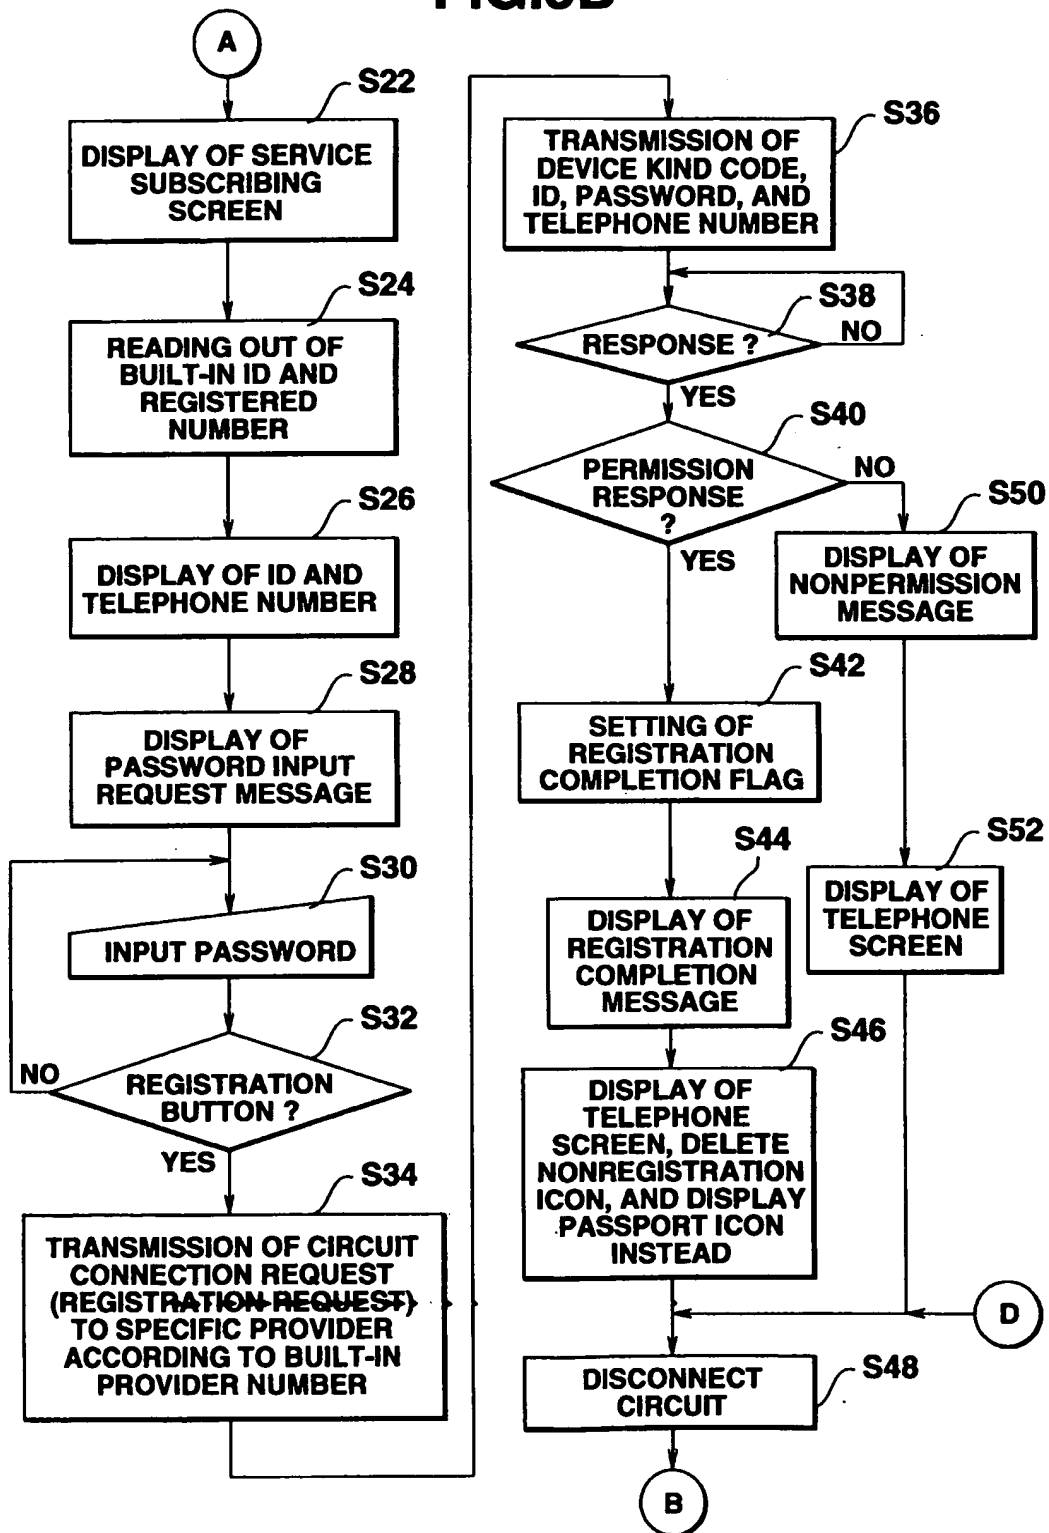 A
S22
DISPLAY OF SERVICE
SUBSCRIBING
SCREEN
S24
READING OUT OF
BUILT-IN ID AND
REGISTERED
NUMBER
S26
DISPLAY OF ID AND
TELEPHONE NUMBER
S28
DISPLAY OF
PASSWORD INPUT
REQUEST MESSAGE
S30
INPUT PASSWORD
S32
NO
REGISTRATION
BUTTON ?
YES
S34
TRANSMISSION OF CIRCUIT
CONNECTION REQUEST
(REGISTRATION REQUEST)
TO SPECIFIC PROVIDER
ACCORDING TO BUILT-IN
PROVIDER NUMBER
S36
TRANSMISSION OF
DEVICE KIND CODE,
ID, PASSWORD, AND
TELEPHONE NUMBER
S38
RESPONSE ?
NO
YES
S40
PERMISSION
RESPONSE
?
NO
YES
S50
DISPLAY OF
NONPERMISSION
MESSAGE
S42
SETTING OF
REGISTRATION
COMPLETION FLAG
S44
DISPLAY OF
REGISTRATION
COMPLETION
MESSAGE
S52
DISPLAY OF
TELEPHONE
SCREEN
S46
DISPLAY OF
TELEPHONE
SCREEN, DELETE
NONREGISTRATION
ICON, AND DISPLAY
PASSPORT ICON
INSTEAD
D
S48
DISCONNECT
CIRCUIT
B